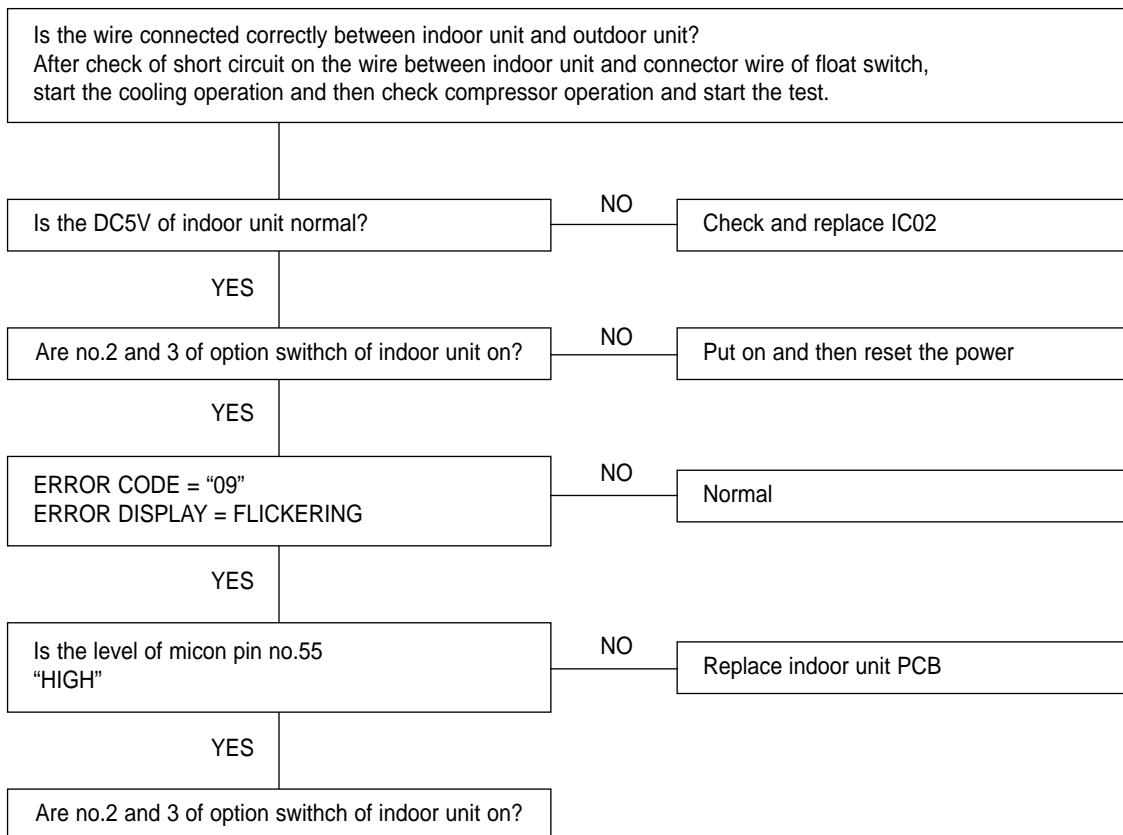 Is the wire connected correctly between indoor unit and outdoor unit?
After check of short circuit on the wire between indoor unit and connector wire of float switch,
start the cooling operation and then check compressor operation and start the test.
Is the DC5V of indoor unit normal?
NO
Check and replace IC02
YES
Are no.2 and 3 of option swithch of indoor unit on?
NO
Put on and then reset the power
YES
ERROR CODE = “09”
ERROR DISPLAY = FLICKERING
NO
Normal
YES
Is the level of micon pin no.55
“HIGH”
NO
Replace indoor unit PCB
YES
Are no.2 and 3 of option swithch of indoor unit on?